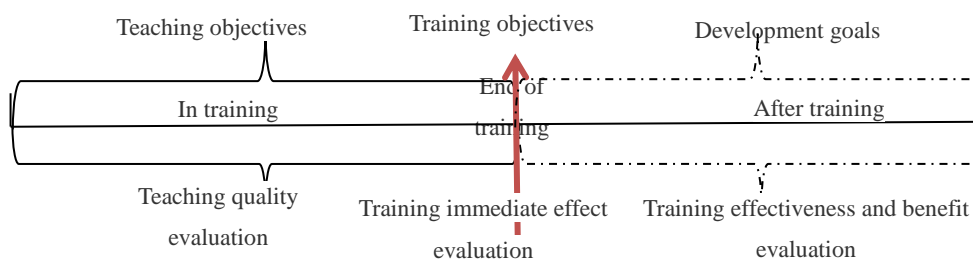 Teaching objectives
Training objectives
Development goals
In training
End of
training
After training
Teaching quality
evaluation
Training immediate effect
evaluation
Training effectiveness and benefit
evaluation